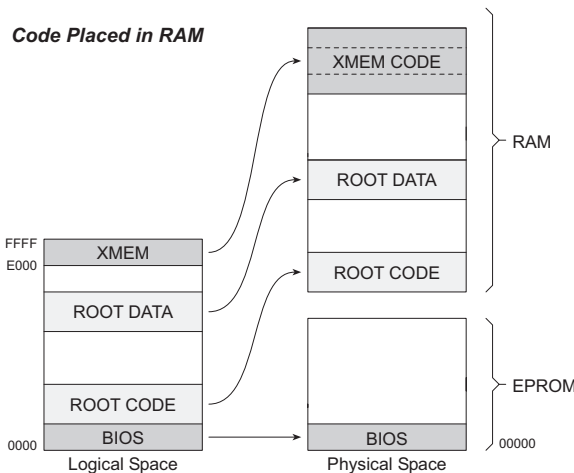 Code Placed in RAM
XMEM CODE
RAM
ROOT DATA
FFFF
XMEM
E000
ROOT CODE
ROOT DATA
EPROM
ROOT CODE
0000
BIOS
BIOS
00000
Logical Space
Physical Space